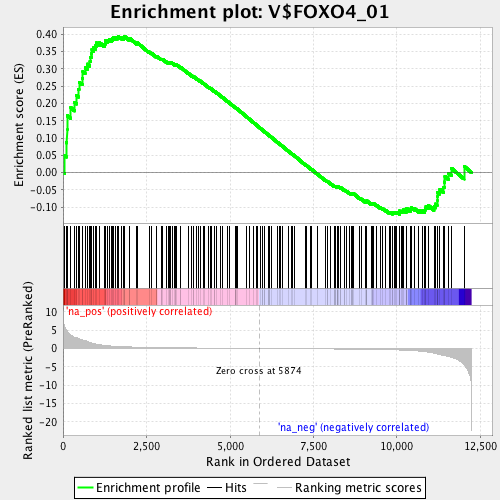 Enrichment plot: V$FOXO4_01
Enrichment score (ES)
0.40
0.35
0.30
0.25
0.20
0.15
0.10
0.05
0.00
-0.05
-0.10
Ranked list metric (PreRanked)
10
5
0
-5
-10
-15
-20
'na_pos' (positively correlated)
Zero cross at 5874
'na_neg' (negatively correlated)
0
2,500
5,000
7,500
10,000
12,500
Rank in Ordered Dataset
Enrichment profile
Hits
Ranking metric scores